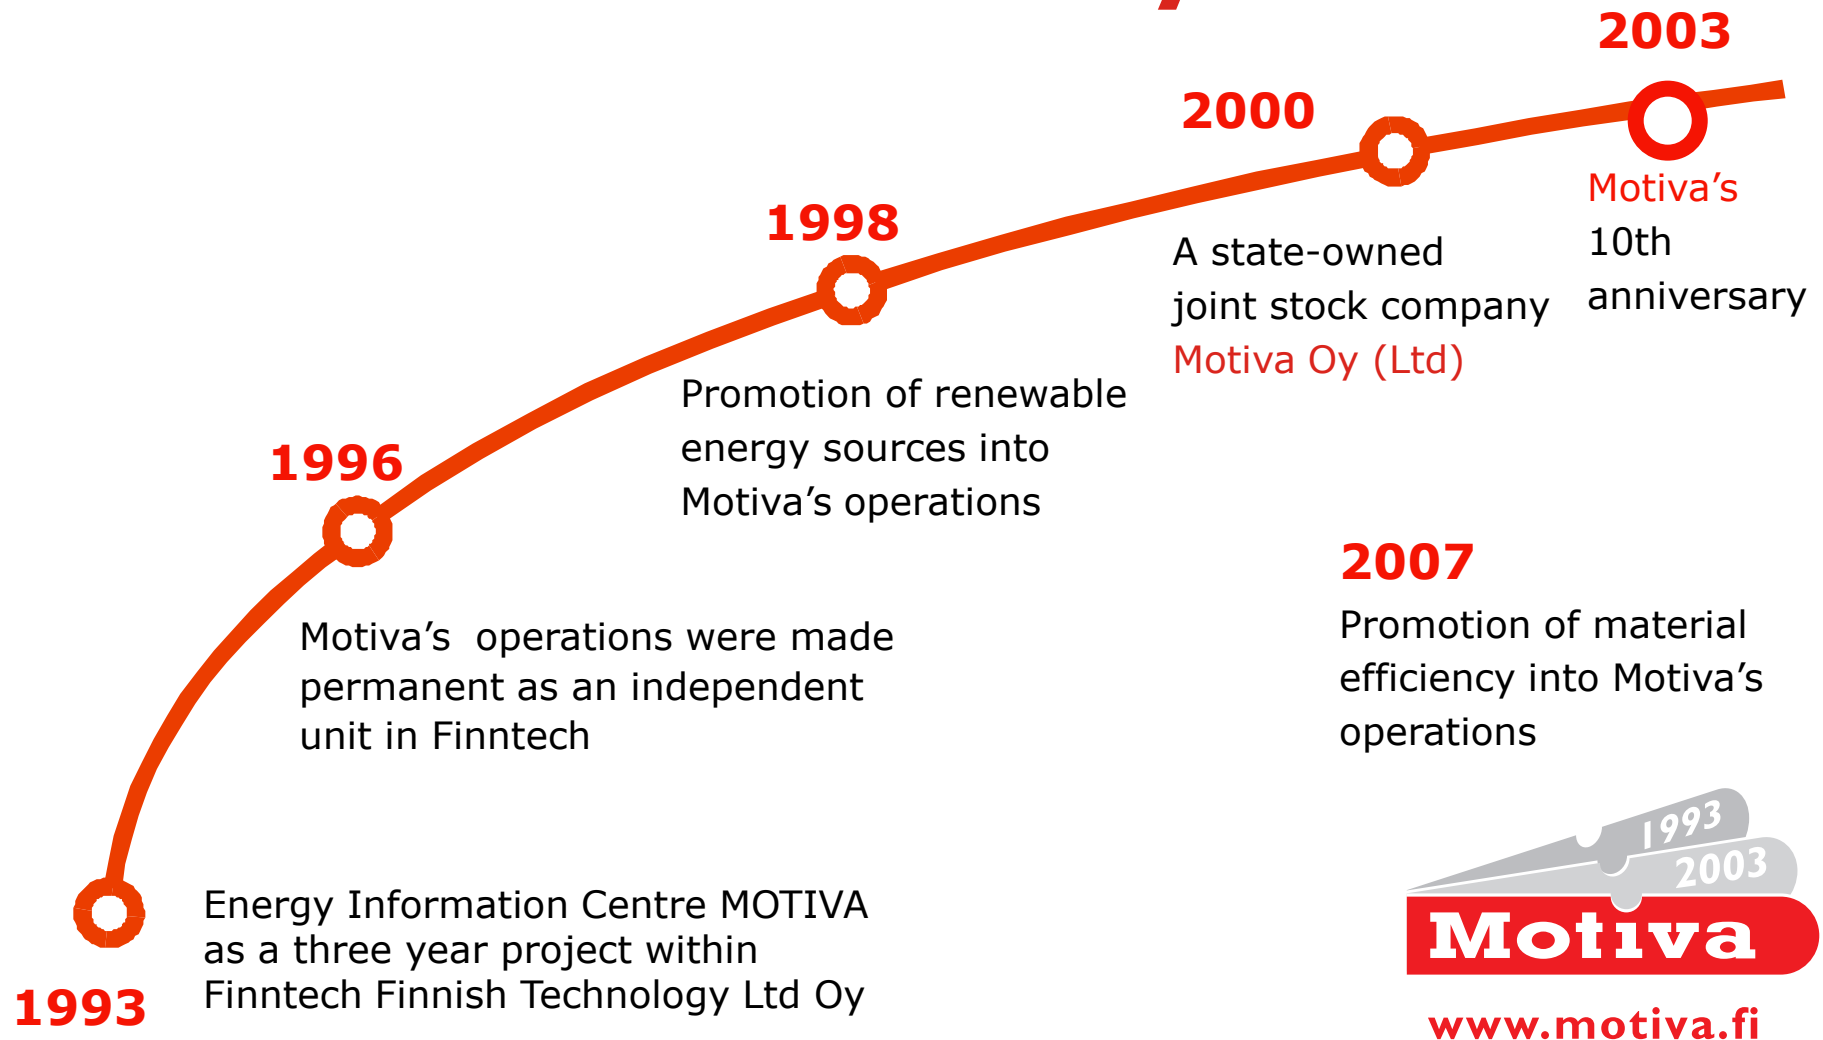 2003
Motiva’s
10th
anniversary
2000
A state-owned
joint stock company
Motiva Oy (Ltd)
1998
Promotion of renewable
energy sources into
Motiva’s operations
1996
Motiva’s  operations were made
permanent as an independent
unit in Finntech
2007
Promotion of material
efficiency into Motiva’s
operations
1993
Energy Information Centre MOTIVA
as a three year project within
Finntech Finnish Technology Ltd Oy
1993
2003
Motiva
www.motiva.fi